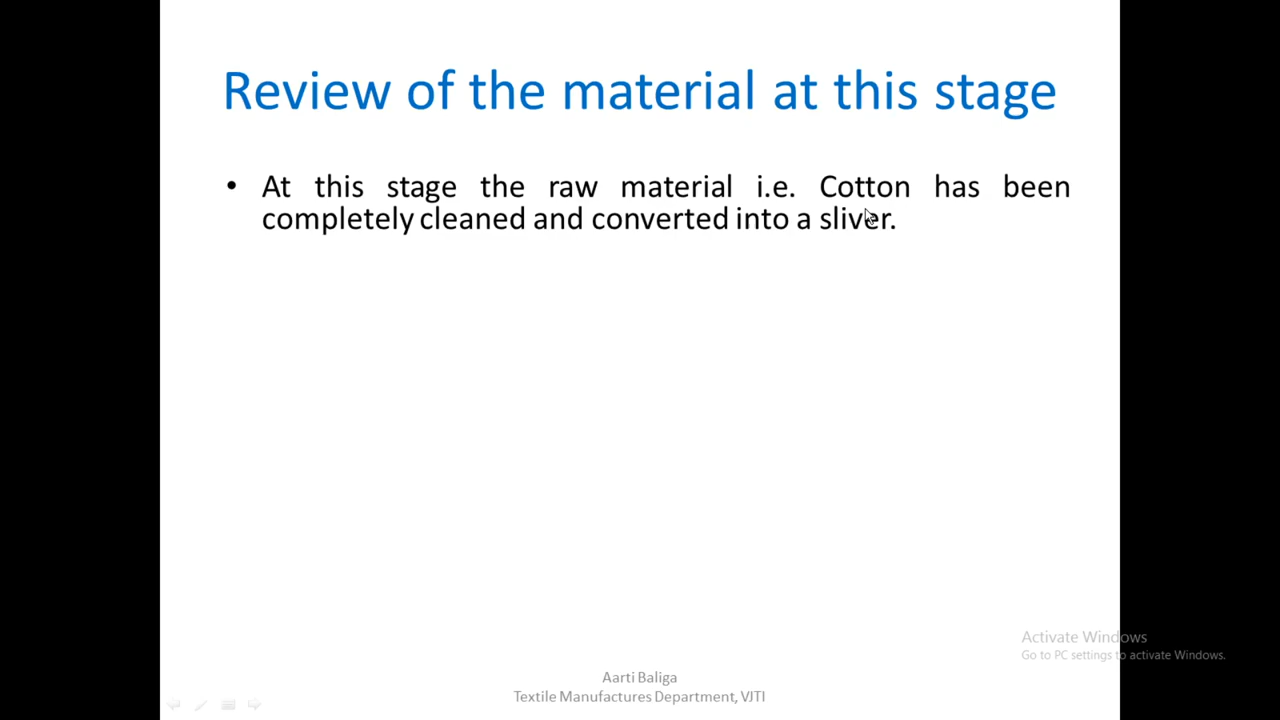 Review of the material at this stage
• At this stage the raw material i.e. Cotton has been
completely cleaned and converted into a sliver.
Activate Windows
Go to PC settings to activate Windows.
Aarti Baliga
Textile Manufactures Department, VJTI